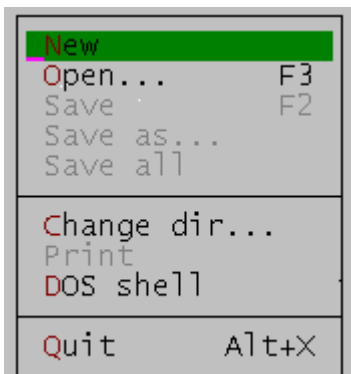 New
Open... F3
Save F2
Save as...
Save all
Change dir...
Print
DOS shell
Quit Alt+X